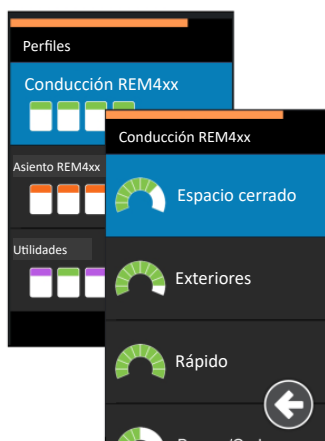 Perfiles
Conducción REM4xx
Asiento REM4xx
Utilidades
Conducción REM4xx
Espacio cerrado
Exteriores
Rápido